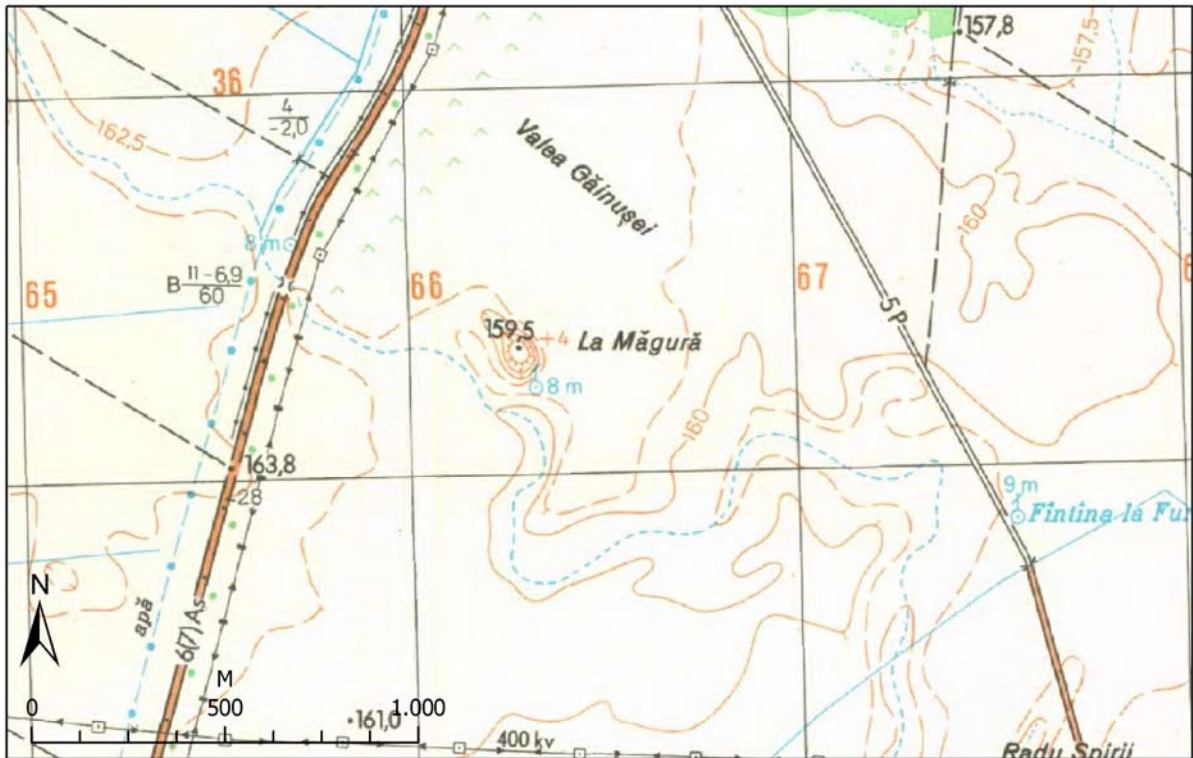 157,8
157,5
36
162,5
4
-2,0
Valea Găinușei
160
8 m
B 11-6,9
60
65
66
67
5 P
159,5
+4
La Măgură
8 m
160
163,8
28
9 m
Fîntîna la Fur
N
apă
6(7) As
M
0 500 1.000
161,0
400 kv
Radu Spirii